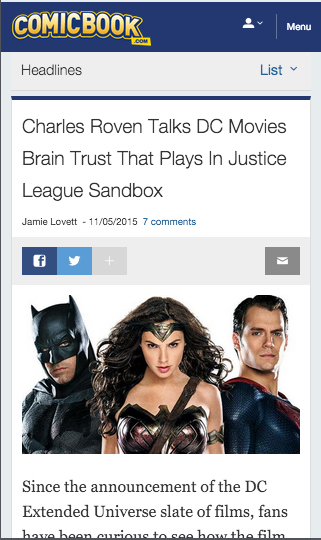 COMICBOOK
.COM
Menu
Headlines
List
Charles Roven Talks DC Movies
Brain Trust That Plays In Justice
League Sandbox
Jamie Lovett - 11/05/2015 7 comments
Since the announcement of the DC
Extended Universe slate of films, fans
have been curious to see how the film